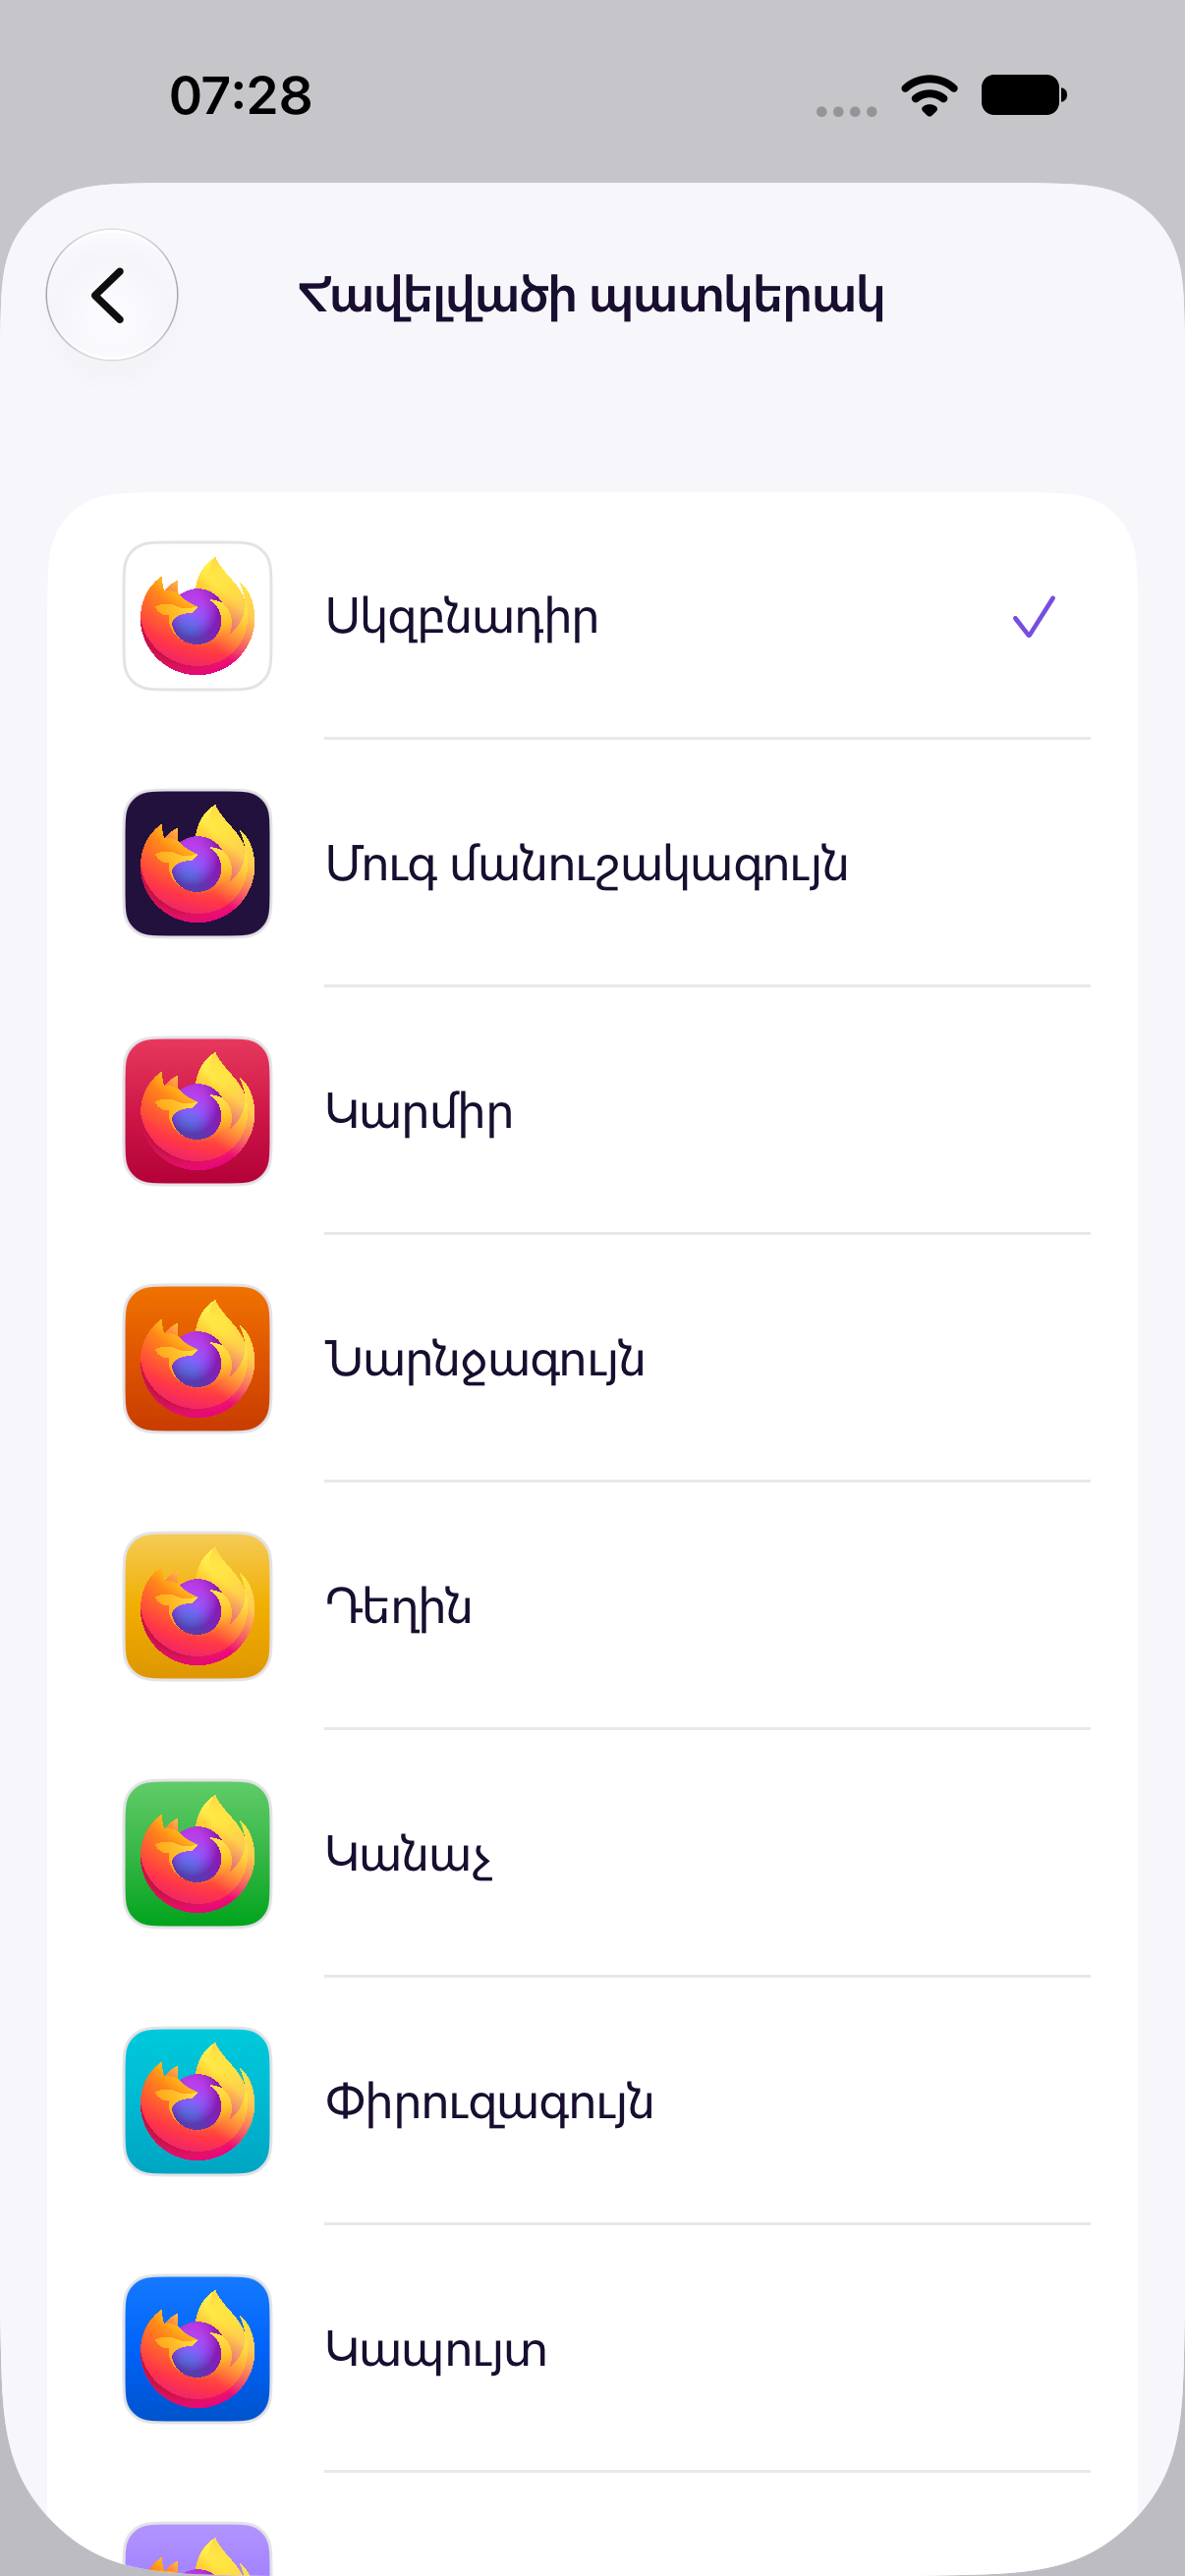 07:28
Հավելվածի պատկերակ
Սկզբնադիր
Մուգ մանուշակագույն
Կարմիր
Նարնջագույն
Դեղին
Կանաչ
Փիրուզագույն
Կապույտ